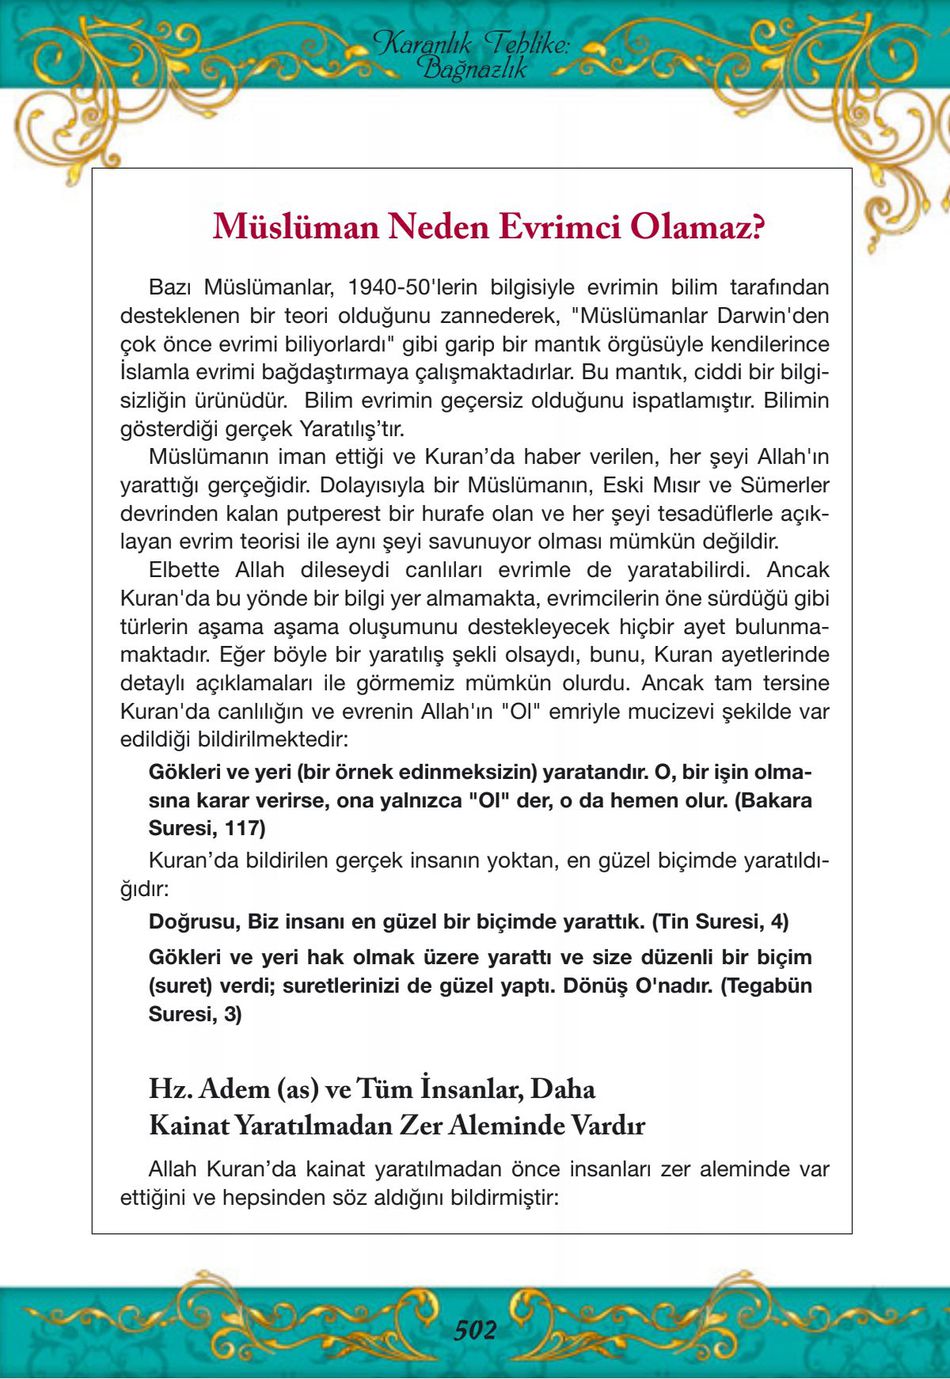 Karanlık Tehlike:
Bağnazlık
Müslüman Neden Evrimci Olamaz?
Bazı Müslümanlar, 1940-50'lerin bilgisiyle evrimin bilim tarafından
desteklenen bir teori olduğunu zannederek, "Müslümanlar Darwin'den
çok önce evrimi biliyorlardı" gibi garip bir mantık örgüsüyle kendilerince
İslamla evrimi bağdaştırmaya çalışmaktadırlar. Bu mantık, ciddi bir bilgi-
sizliğin ürünüdür. Bilim evrimin geçersiz olduğunu ispatlamıştır. Bilimin
gösterdiği gerçek Yaratılış’tır.
Müslümanın iman ettiği ve Kuran’da haber verilen, her şeyi Allah'ın
yarattığı gerçeğidir. Dolayısıyla bir Müslümanın, Eski Mısır ve Sümerler
devrinden kalan putperest bir hurafe olan ve her şeyi tesadüflerle açık-
layan evrim teorisi ile aynı şeyi savunuyor olması mümkün değildir.
Elbette Allah dileseydi canlıları evrimle de yaratabilirdi. Ancak
Kuran'da bu yönde bir bilgi yer almamakta, evrimcilerin öne sürdüğü gibi
türlerin aşama aşama oluşumunu destekleyecek hiçbir ayet bulunma-
maktadır. Eğer böyle bir yaratılış şekli olsaydı, bunu, Kuran ayetlerinde
detaylı açıklamaları ile görmemiz mümkün olurdu. Ancak tam tersine
Kuran'da canlılığın ve evrenin Allah'ın "Ol" emriyle mucizevi şekilde var
edildiği bildirilmektedir:
Gökleri ve yeri (bir örnek edinmeksizin) yaratandır. O, bir işin olma-
sına karar verirse, ona yalnızca "Ol" der, o da hemen olur. (Bakara
Suresi, 117)
Kuran’da bildirilen gerçek insanın yoktan, en güzel biçimde yaratıldı-
ğıdır:
Doğrusu, Biz insanı en güzel bir biçimde yarattık. (Tin Suresi, 4)
Gökleri ve yeri hak olmak üzere yarattı ve size düzenli bir biçim
(suret) verdi; suretlerinizi de güzel yaptı. Dönüş O'nadır. (Tegabün
Suresi, 3)
Hz. Adem (as) ve Tüm İnsanlar, Daha
Kainat Yaratılmadan Zer Aleminde Vardır
Allah Kuran’da kainat yaratılmadan önce insanları zer aleminde var
ettiğini ve hepsinden söz aldığını bildirmiştir:
502